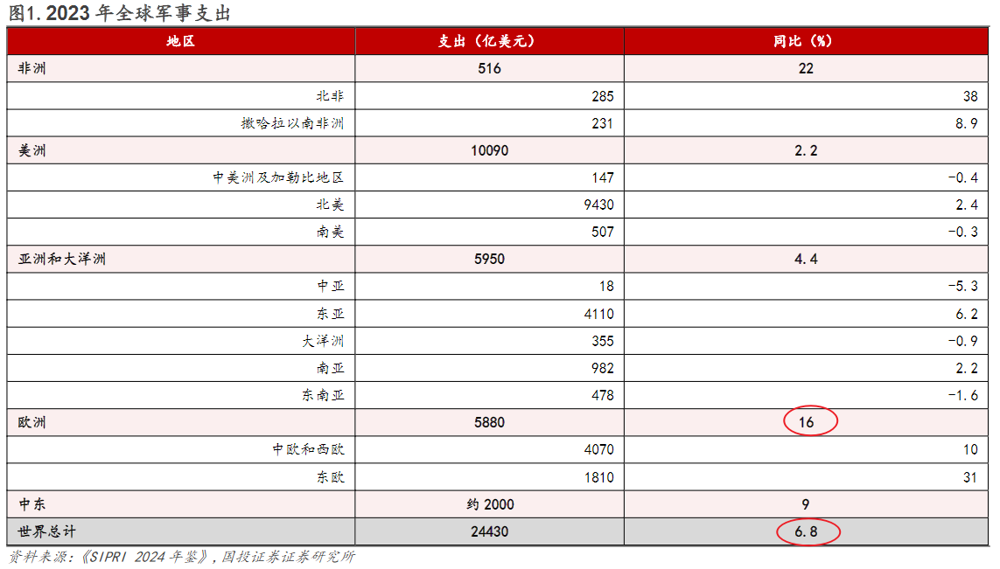 图1. 2023 年全球军事支出
地区 支出（亿美元） 同比（%）
非洲 516 22
北非 285 38
撒哈拉以南非洲 231 8.9
美洲 10090 2.2
中美洲及加勒比地区 147 -0.4
北美 9430 2.4
南美 507 -0.3
亚洲和大洋洲 5950 4.4
中亚 18 -5.3
东亚 4110 6.2
大洋洲 355 -0.9
南亚 982 2.2
东南亚 478 -1.6
欧洲 5880 16
中欧和西欧 4070 10
东欧 1810 31
中东 约 2000 9
世界总计 24430 6.8
资料来源：《SIPRI 2024 年鉴》，国投证券证券研究所